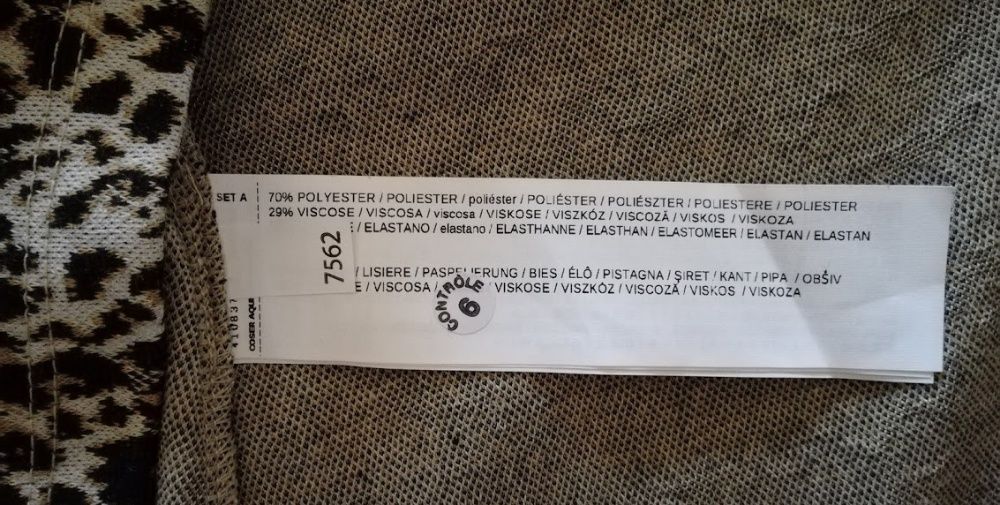 SET A
70% POLYESTER / POLIESTER / poliéster / POLIÉSTER / POLIÉSZTER / POLIESTERE / POLIESTER
29% VISCOSE / VISCOSA / viscosa / VISKOSE / VISZKÓZ / VISCOZĂ / VISKOS / VISKOZA
/ ELASTANO / elastano / ELASTHANNE / ELASTHAN / ELASTOMEER / ELASTAN / ELASTAN
7562
/ LISIERE / BIES / ÉLÖ / PISTAGNA / ŞIRET / KANT / PIPA / OBŠIV
E / VISCOSA / VISKOSE / VISZKÓZ / VISCOZĂ / VISKOS / VISKOZA
CONTROLE
6
410837
COSER AQUI